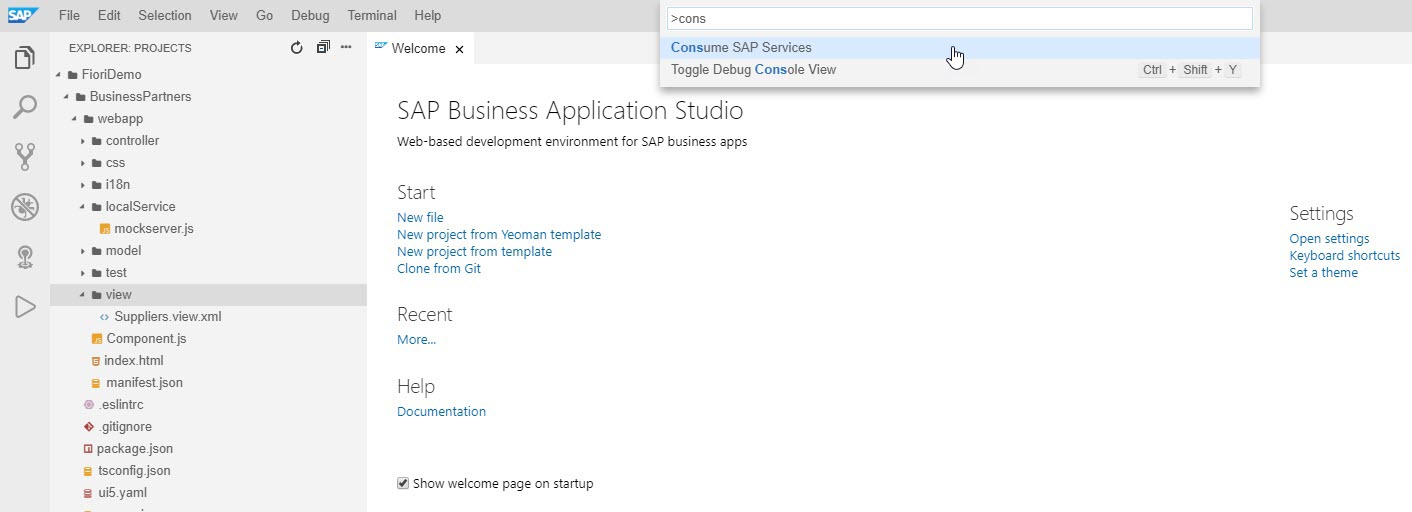 SAP File Edit Selection View Go Debug Terminal Help
>cons
Consume SAP Services
Toggle Debug Console View Ctrl + Shift + Y
EXPLORER: PROJECTS
FioriDemo
BusinessPartners
webapp
controller
css
i18n
localService
mockserver.js
model
test
view
Suppliers.view.xml
Component.js
index.html
manifest.json
.eslintrc
.gitignore
package.json
tsconfig.json
ui5.yaml
SAP Welcome
SAP Business Application Studio
Web-based development environment for SAP business apps
Start
New file
New project from Yeoman template
New project from template
Clone from Git
Recent
More...
Help
Documentation
Show welcome page on startup
Settings
Open settings
Keyboard shortcuts
Set a theme